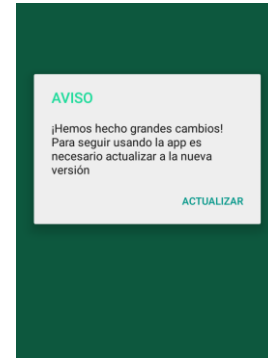 AVISO
¡Hemos hecho grandes cambios!
Para seguir usando la app es
necesario actualizar a la nueva
versión
ACTUALIZAR